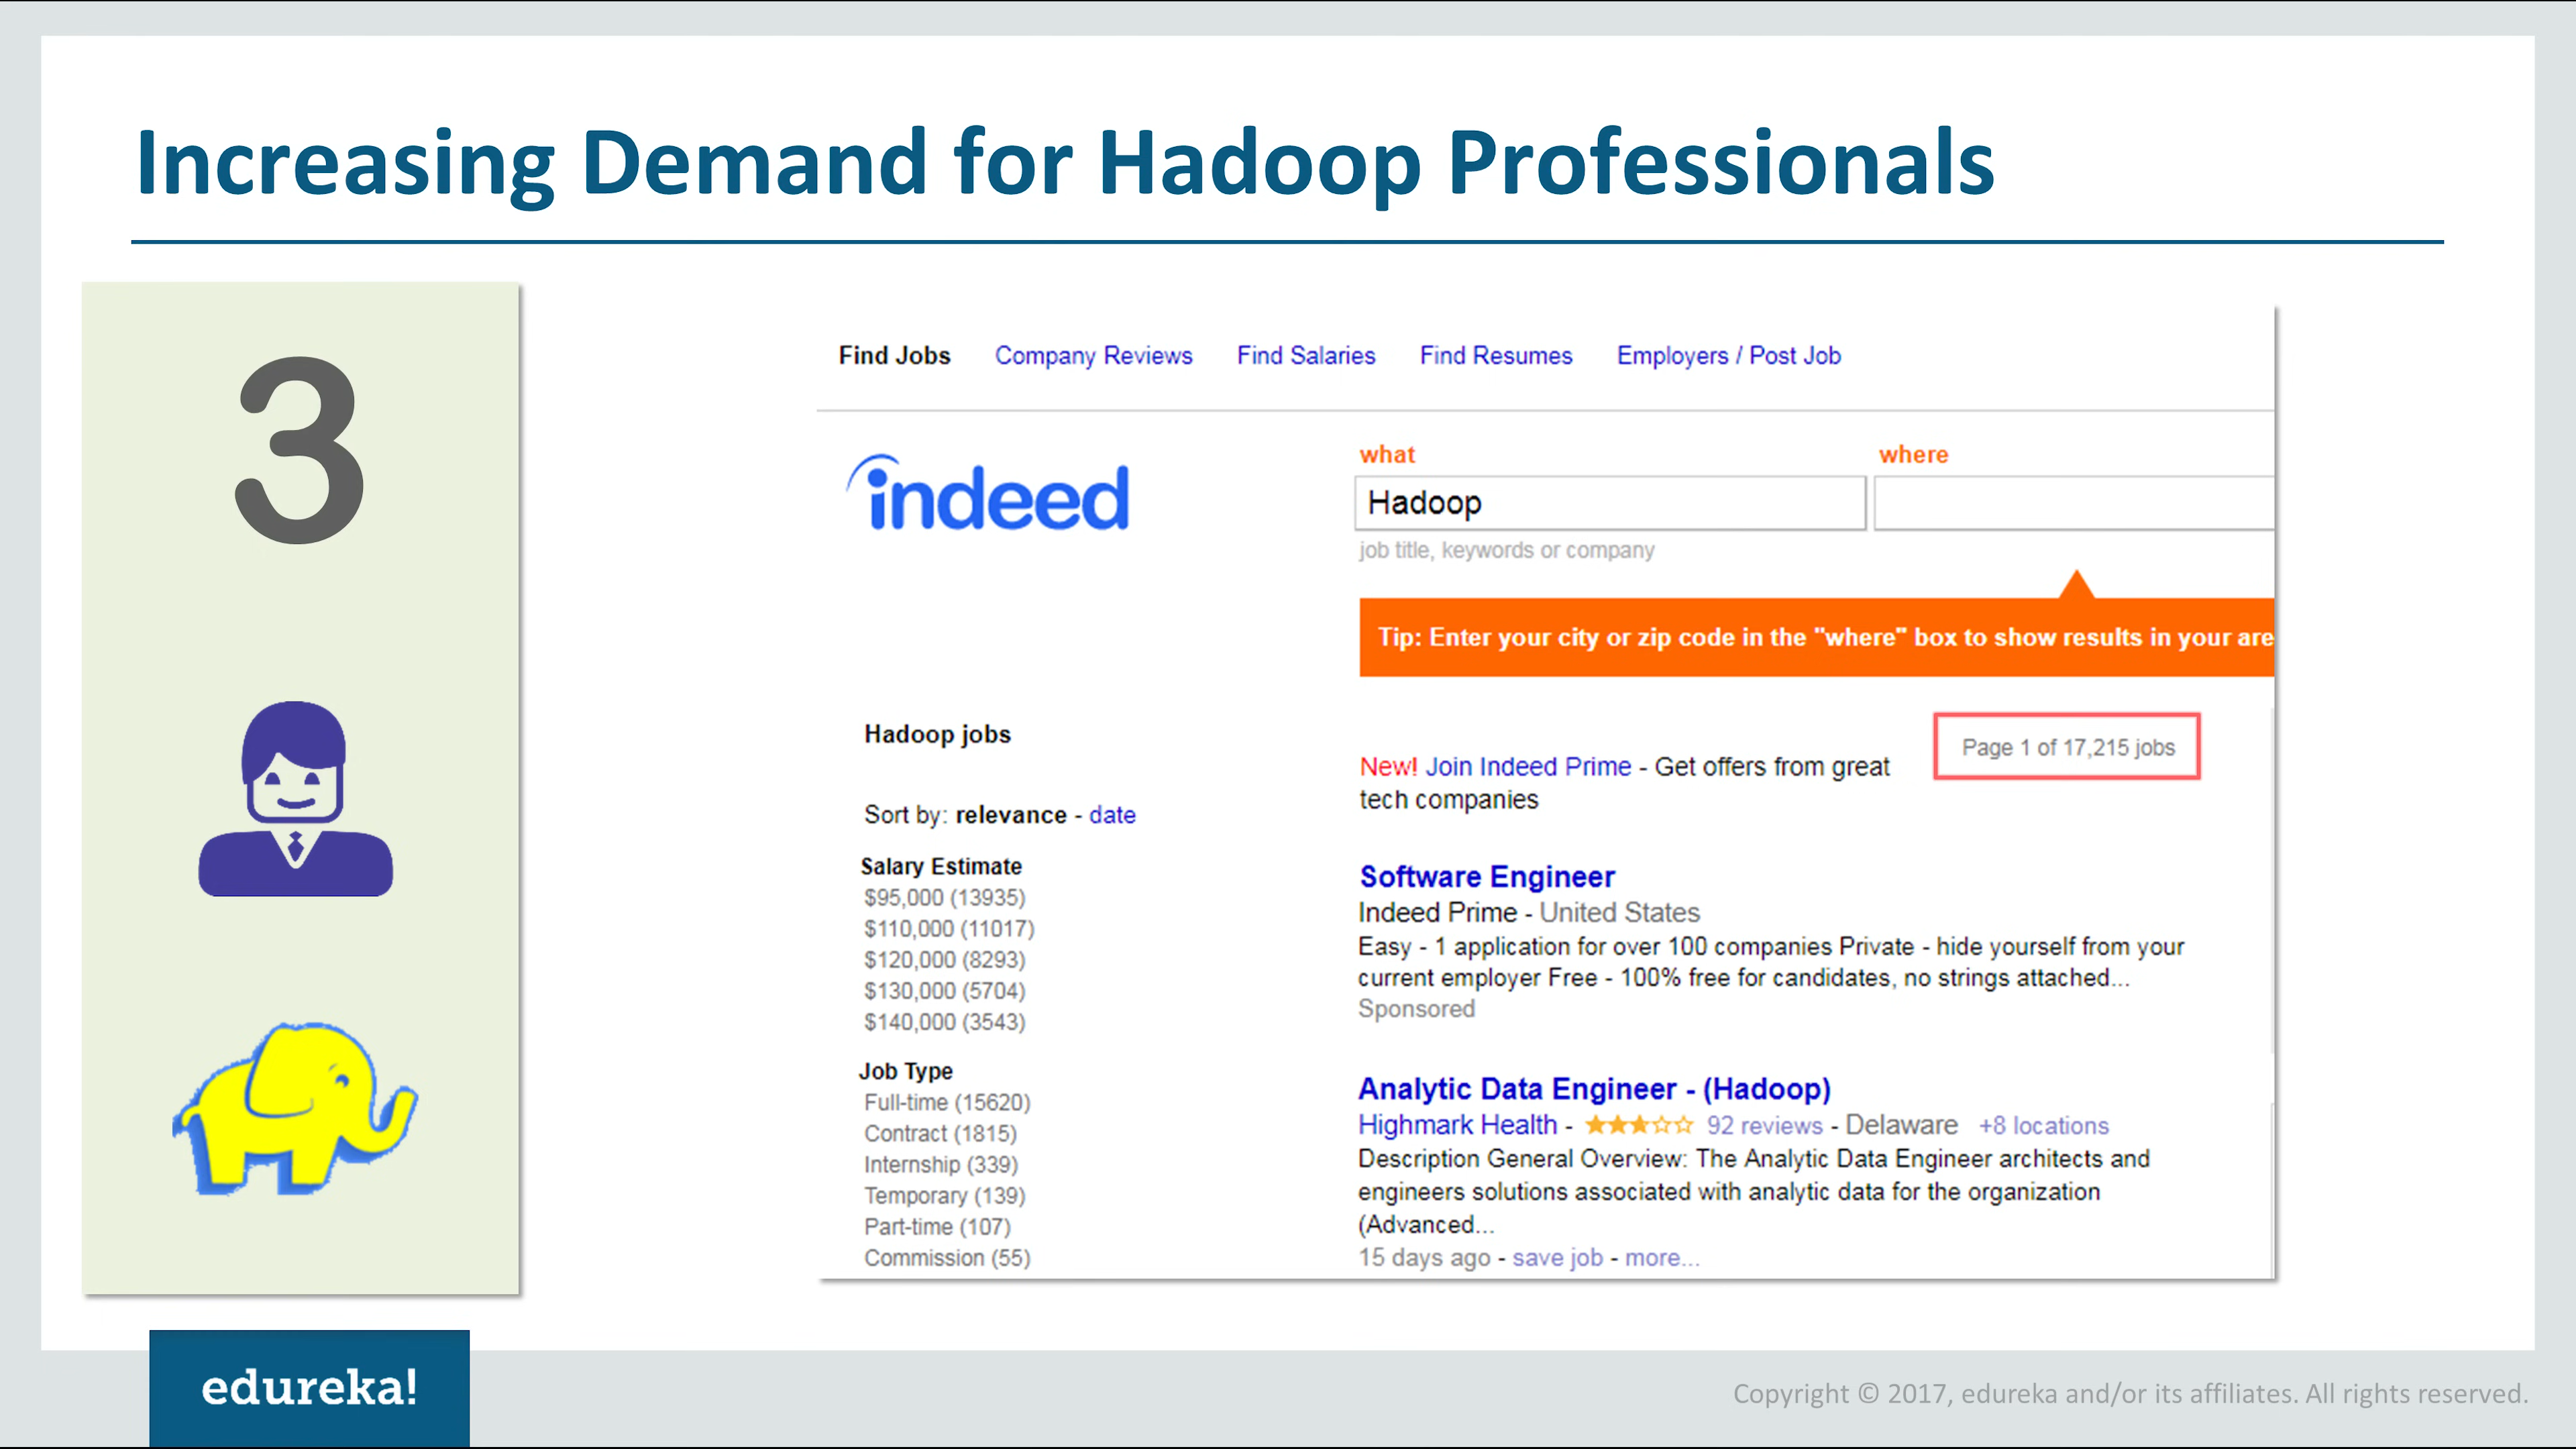 Increasing Demand for Hadoop Professionals
3
Find Jobs Company Reviews Find Salaries Find Resumes Employers / Post Job
indeed
what where
Hadoop
job title, keywords or company
Tip: Enter your city or zip code in the "where" box to show results in your are
Hadoop jobs
Sort by: relevance - date
Salary Estimate
$95,000 (13935)
$110,000 (11017)
$120,000 (8293)
$130,000 (5704)
$140,000 (3543)
Job Type
Full-time (15620)
Contract (1815)
Internship (339)
Temporary (139)
Part-time (107)
Commission (55)
Page 1 of 17,215 jobs
New! Join Indeed Prime - Get offers from great
tech companies
Software Engineer
Indeed Prime - United States
Easy - 1 application for over 100 companies Private - hide yourself from your
current employer Free - 100% free for candidates, no strings attached...
Sponsored
Analytic Data Engineer - (Hadoop)
Highmark Health - 92 reviews - Delaware +8 locations
Description General Overview: The Analytic Data Engineer architects and
engineers solutions associated with analytic data for the organization
(Advanced...
15 days ago - save job - more...
edureka!
Copyright © 2017, edureka and/or its affiliates. All rights reserved.